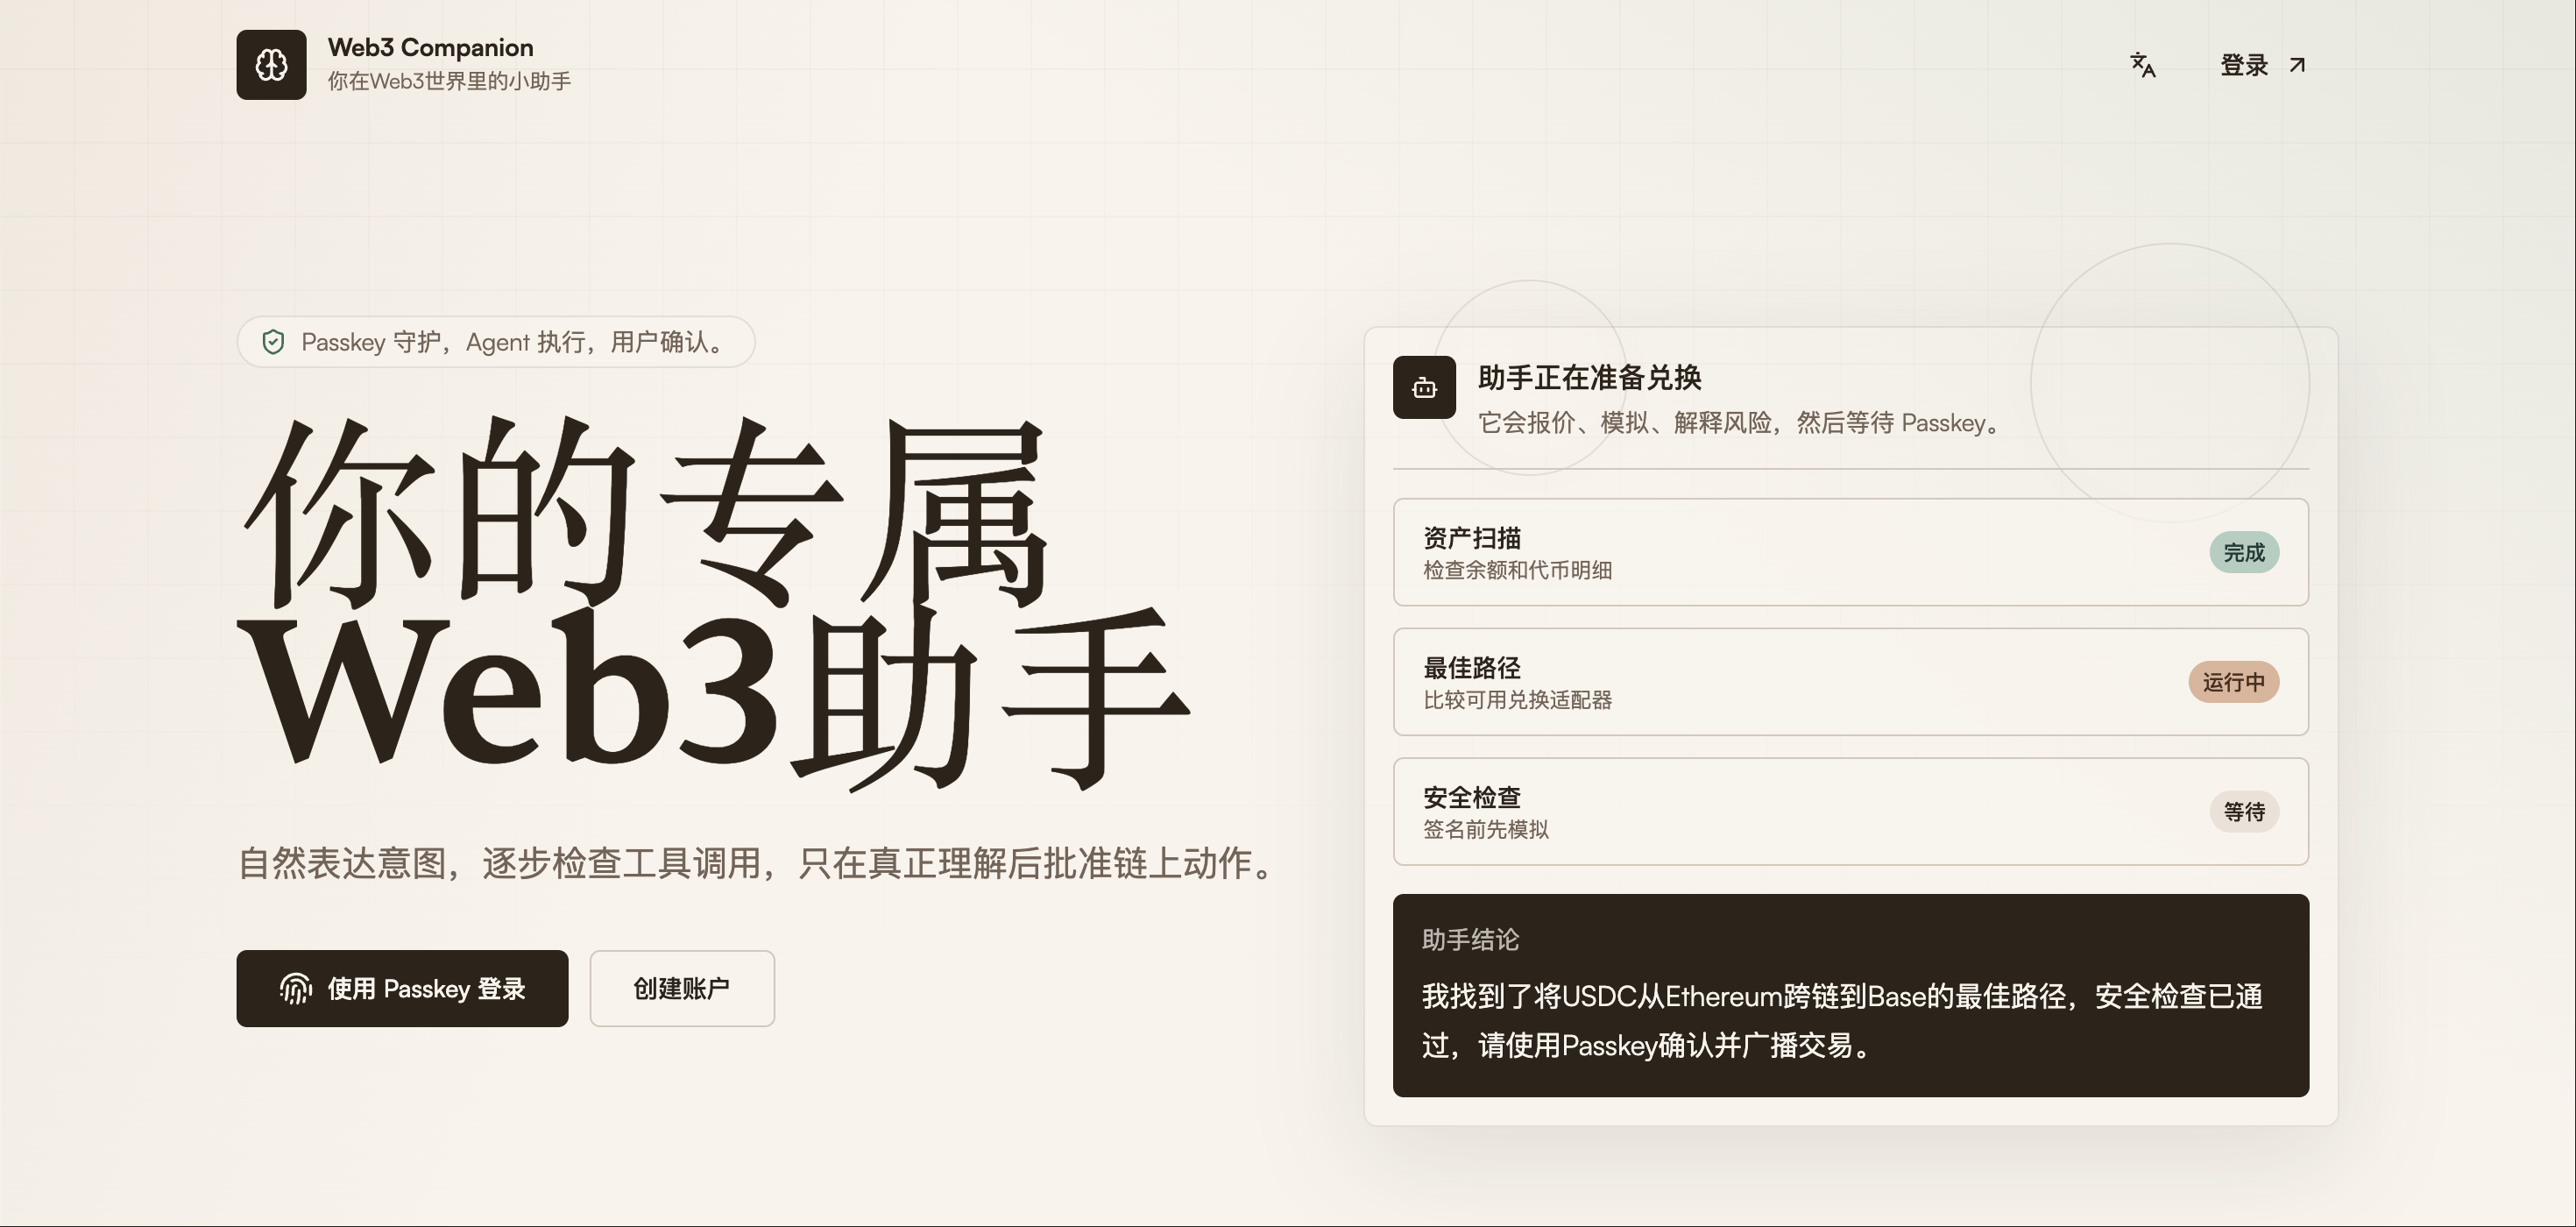 Web3 Companion
你在Web3世界里的小助手
登录
Passkey 守护，Agent 执行，用户确认。
你的专属
Web3助手
自然表达意图，逐步检查工具调用，只在真正理解后批准链上动作。
使用 Passkey 登录
创建账户
助手正在准备兑换
它会报价、模拟、解释风险，然后等待 Passkey。
资产扫描
检查余额和代币明细
完成
最佳路径
比较可用兑换适配器
运行中
安全检查
签名前先模拟
等待
助手结论
我找到了将USDC从Ethereum跨链到Base的最佳路径，安全检查已通
过，请使用Passkey确认并广播交易。